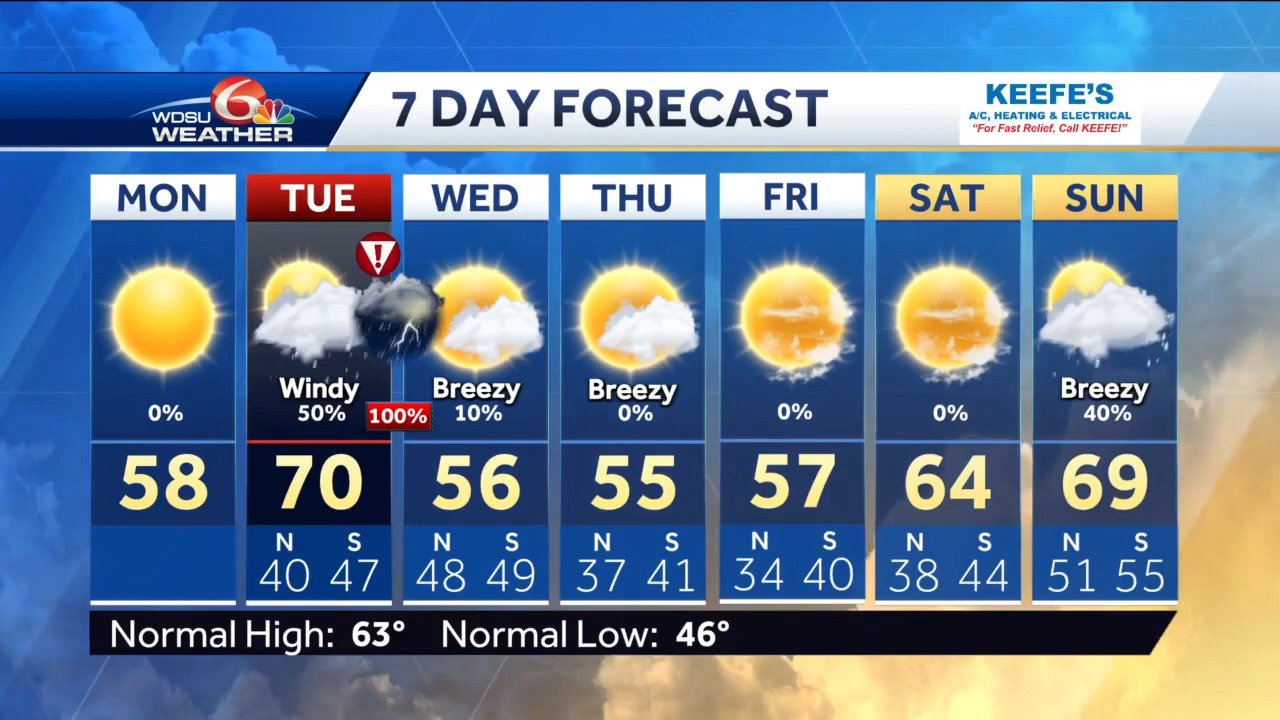 WDSU 6
WEATHER
7 DAY FORECAST
KEEFE'S
A/C, HEATING & ELECTRICAL
"For Fast Relief, Call KEEFE!"
MON TUE WED THU FRI SAT SUN
!
Windy Breezy Breezy Breezy
0% 50% 100% 10% 0% 0% 0% 40%
58 70 56 55 57 64 69
N S N S N S N S N S N S
40 47 48 49 37 41 34 40 38 44 51 55
Normal High: 63° Normal Low: 46°